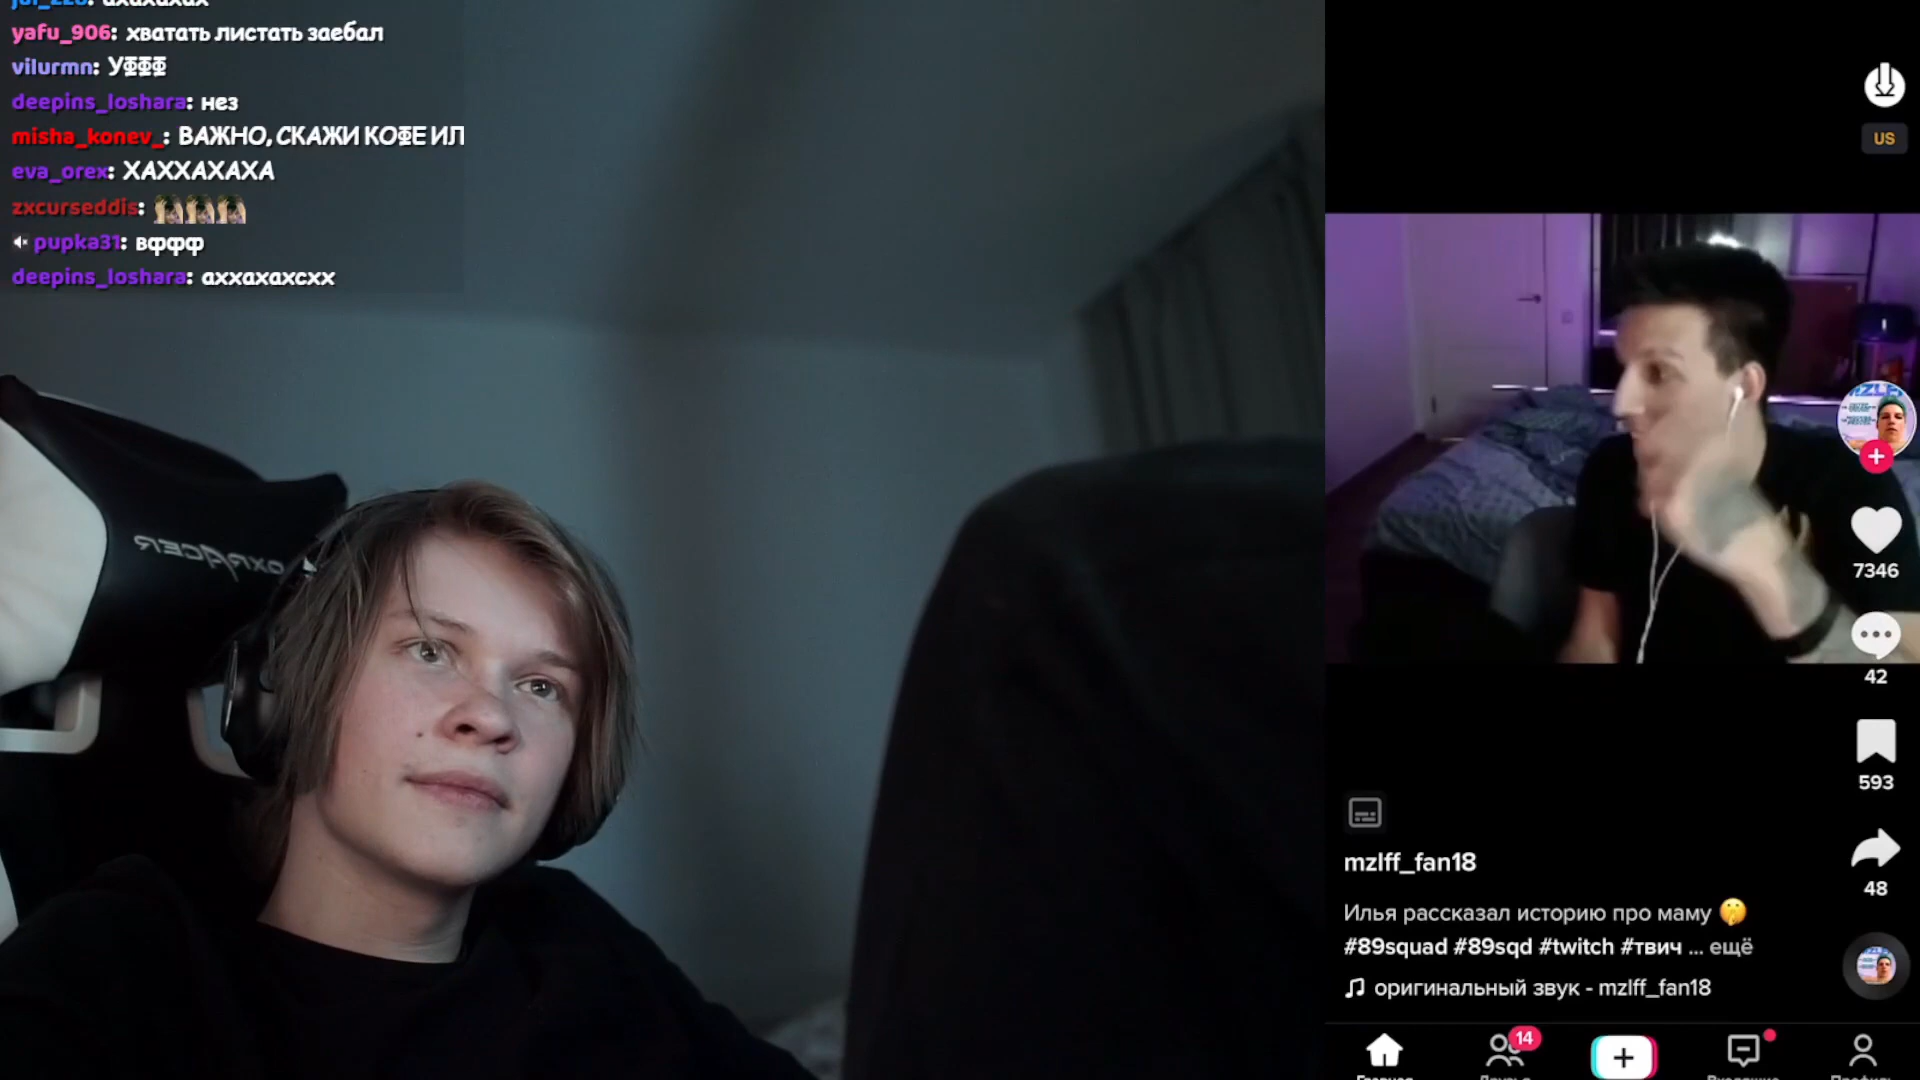 yafu_906: хватать листать заебал
vilurmn: УФФФ
deepins_loshara: нез
misha_konev_: ВАЖНО, СКАЖИ КОФЕ ИЛ
eva_orex: ХАХХАХАХА
zxcurseddis:
pupka31: вффф
deepins_loshara: аххахахсхх
US
7346
42
593
48
mzlff_fan18
Илья рассказал историю про маму
#89squad #89sqd #twitch #твич ... ещё
оригинальный звук - mzlff_fan18
14